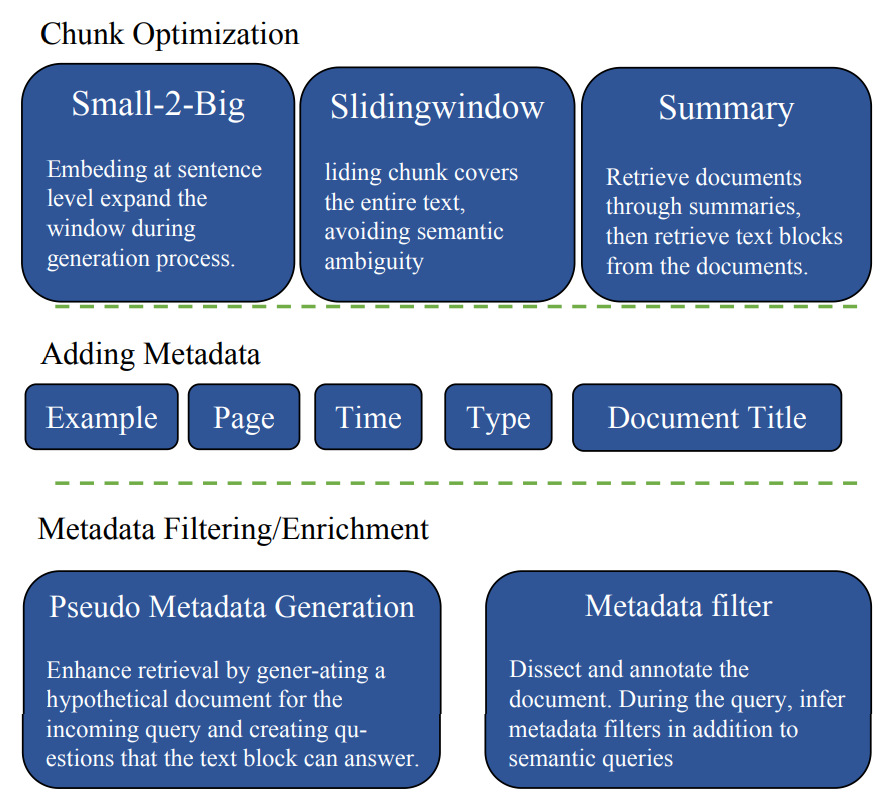 Chunk Optimization
Small-2-Big
Embeding at sentence
level expand the
window during
generation process.
Slidingwindow
liding chunk covers
the entire text,
avoiding semantic
ambiguity
Summary
Retrieve documents
through summaries,
then retrieve text blocks
from the documents.
Adding Metadata
Example
Page
Time
Type
Document Title
Metadata Filtering/Enrichment
Pseudo Metadata Generation
Enhance retrieval by gener-ating a
hypothetical document for the
incoming query and creating qu-
estions that the text block can answer.
Metadata filter
Dissect and annotate the
document. During the query, infer
metadata filters in addition to
semantic queries